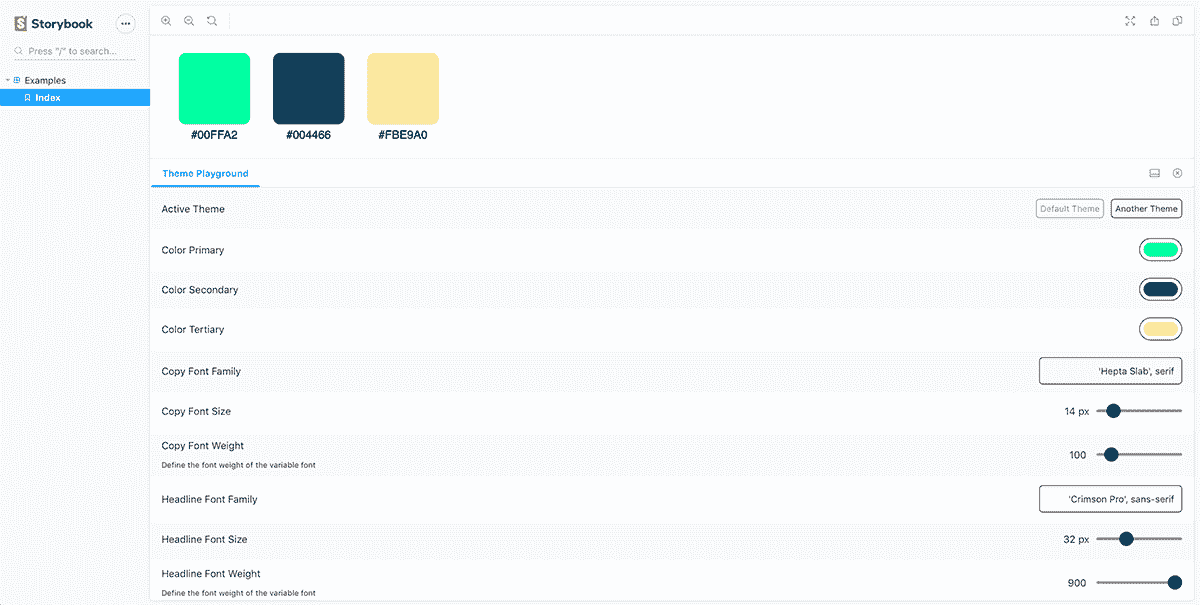 Storybook
Press "/" to search...
Examples
Index
#00FFA2 #004466 #FBE9A0
Theme Playground
Active Theme Default Theme Another Theme
Color Primary
Color Secondary
Color Tertiary
Copy Font Family 'Hepta Slab', serif
Copy Font Size 14 px
Copy Font Weight 100
Define the font weight of the variable font
Headline Font Family 'Crimson Pro', sans-serif
Headline Font Size 32 px
Headline Font Weight 900
Define the font weight of the variable font